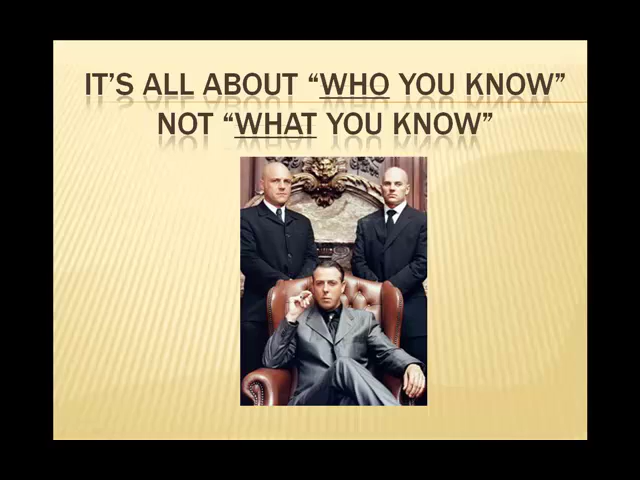 IT’S ALL ABOUT “WHO YOU KNOW”
NOT “WHAT YOU KNOW”